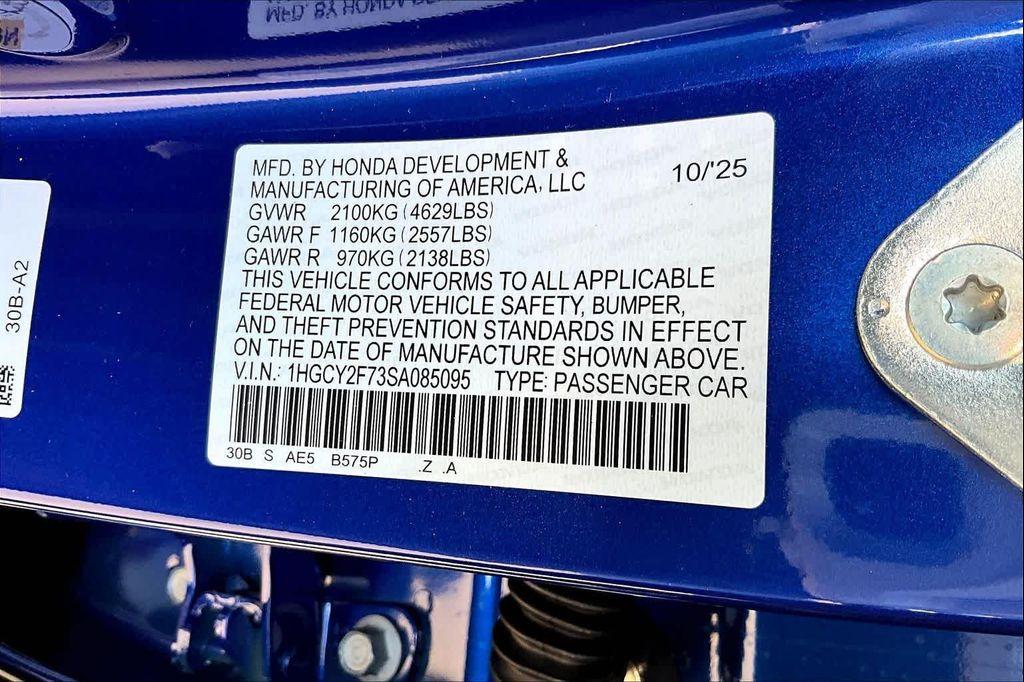 MFD. BY HONDA DEVELOPMENT &
MANUFACTURING OF AMERICA, LLC 10/'25
GVWR 2100KG (4629LBS)
GAWR F 1160KG (2557LBS)
GAWR R 970KG (2138LBS)
THIS VEHICLE CONFORMS TO ALL APPLICABLE
FEDERAL MOTOR VEHICLE SAFETY, BUMPER,
AND THEFT PREVENTION STANDARDS IN EFFECT
ON THE DATE OF MANUFACTURE SHOWN ABOVE.
V.I.N.: 1HGCY2F73SA085095 TYPE: PASSENGER CAR
30B S AE5 B575P .Z .A
30B-A2